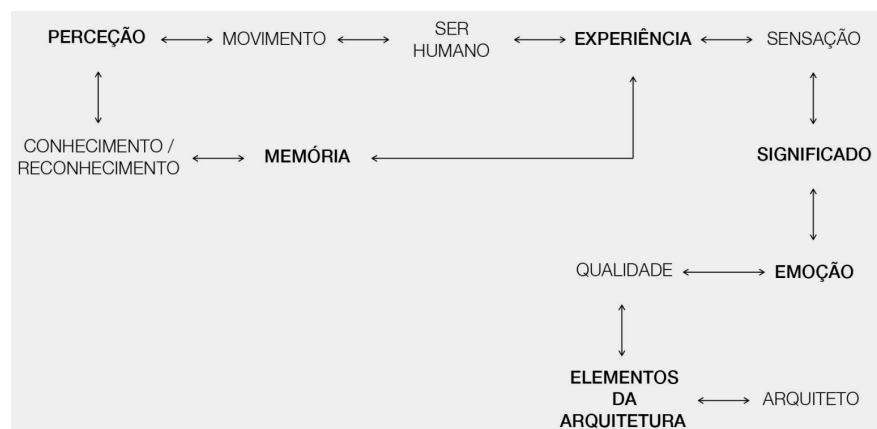 PERCEÇÃO
MOVIMENTO
SER
HUMANO
EXPERIÊNCIA
SENSAÇÃO
CONHECIMENTO /
RECONHECIMENTO
MEMÓRIA
SIGNIFICADO
QUALIDADE
EMOÇÃO
ELEMENTOS
DA
ARQUITETURA
ARQUITETO